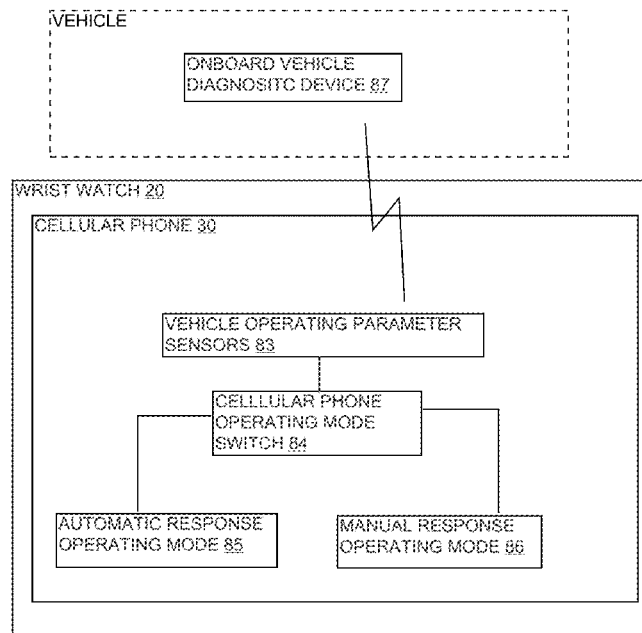 VEHICLE
ONBOARD VEHICLE
DIAGNOSITC DEVICE 87
WRIST WATCH 20
CELLULAR PHONE 30
VEHICLE OPERATING PARAMETER
SENSORS 83
CELLLULAR PHONE
OPERATING MODE
SWITCH 84
AUTOMATIC RESPONSE
OPERATING MODE 85
MANUAL RESPONSE
OPERATING MODE 86